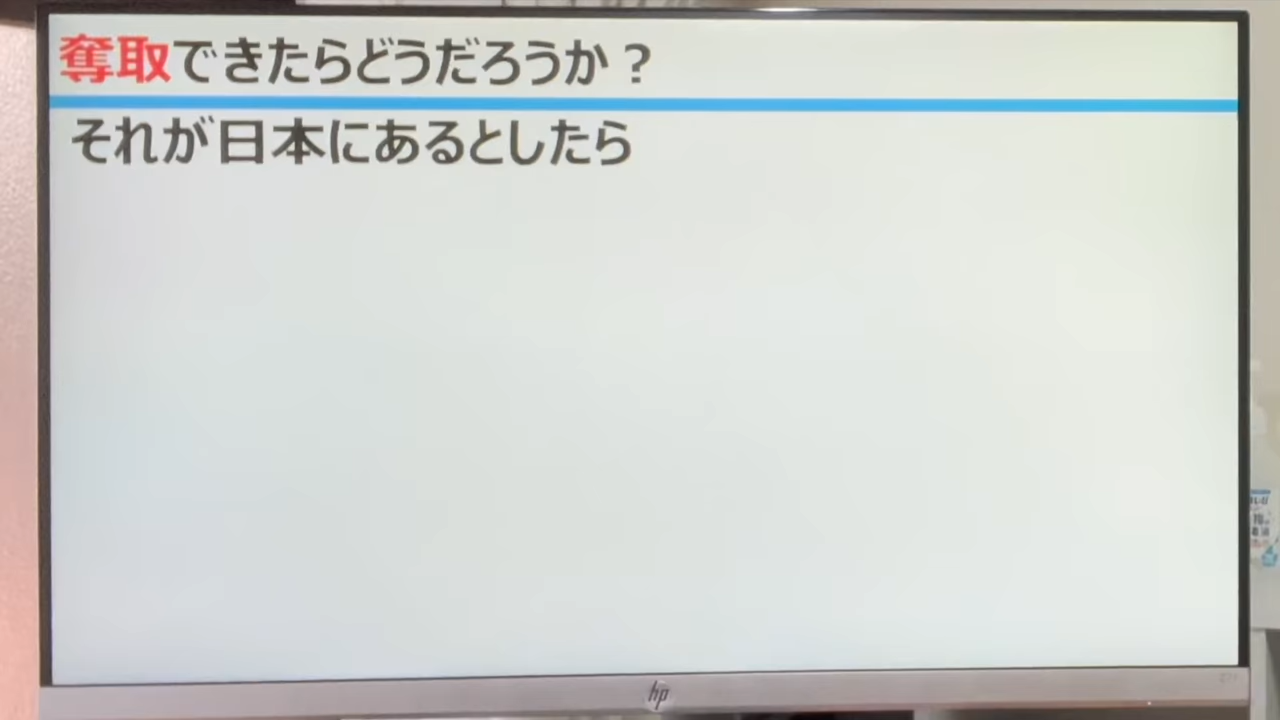 奪取できたらどうだろうか？
それが日本にあるとしたら
hp